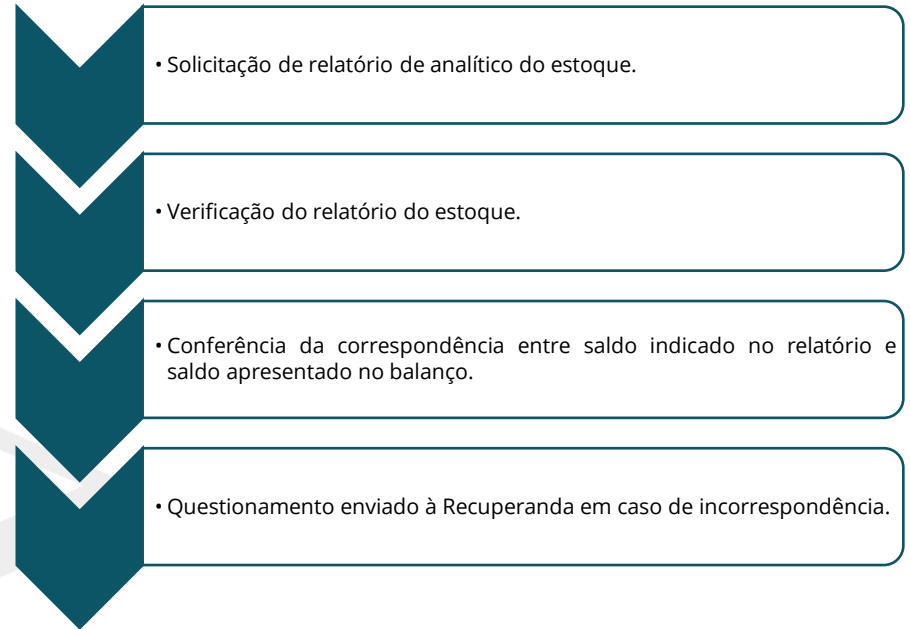 • Solicitação de relatório de analítico do estoque.
• Verificação do relatório do estoque.
• Conferência da correspondência entre saldo indicado no relatório e
saldo apresentado no balanço.
• Questionamento enviado à Recuperanda em caso de incorrespondência.